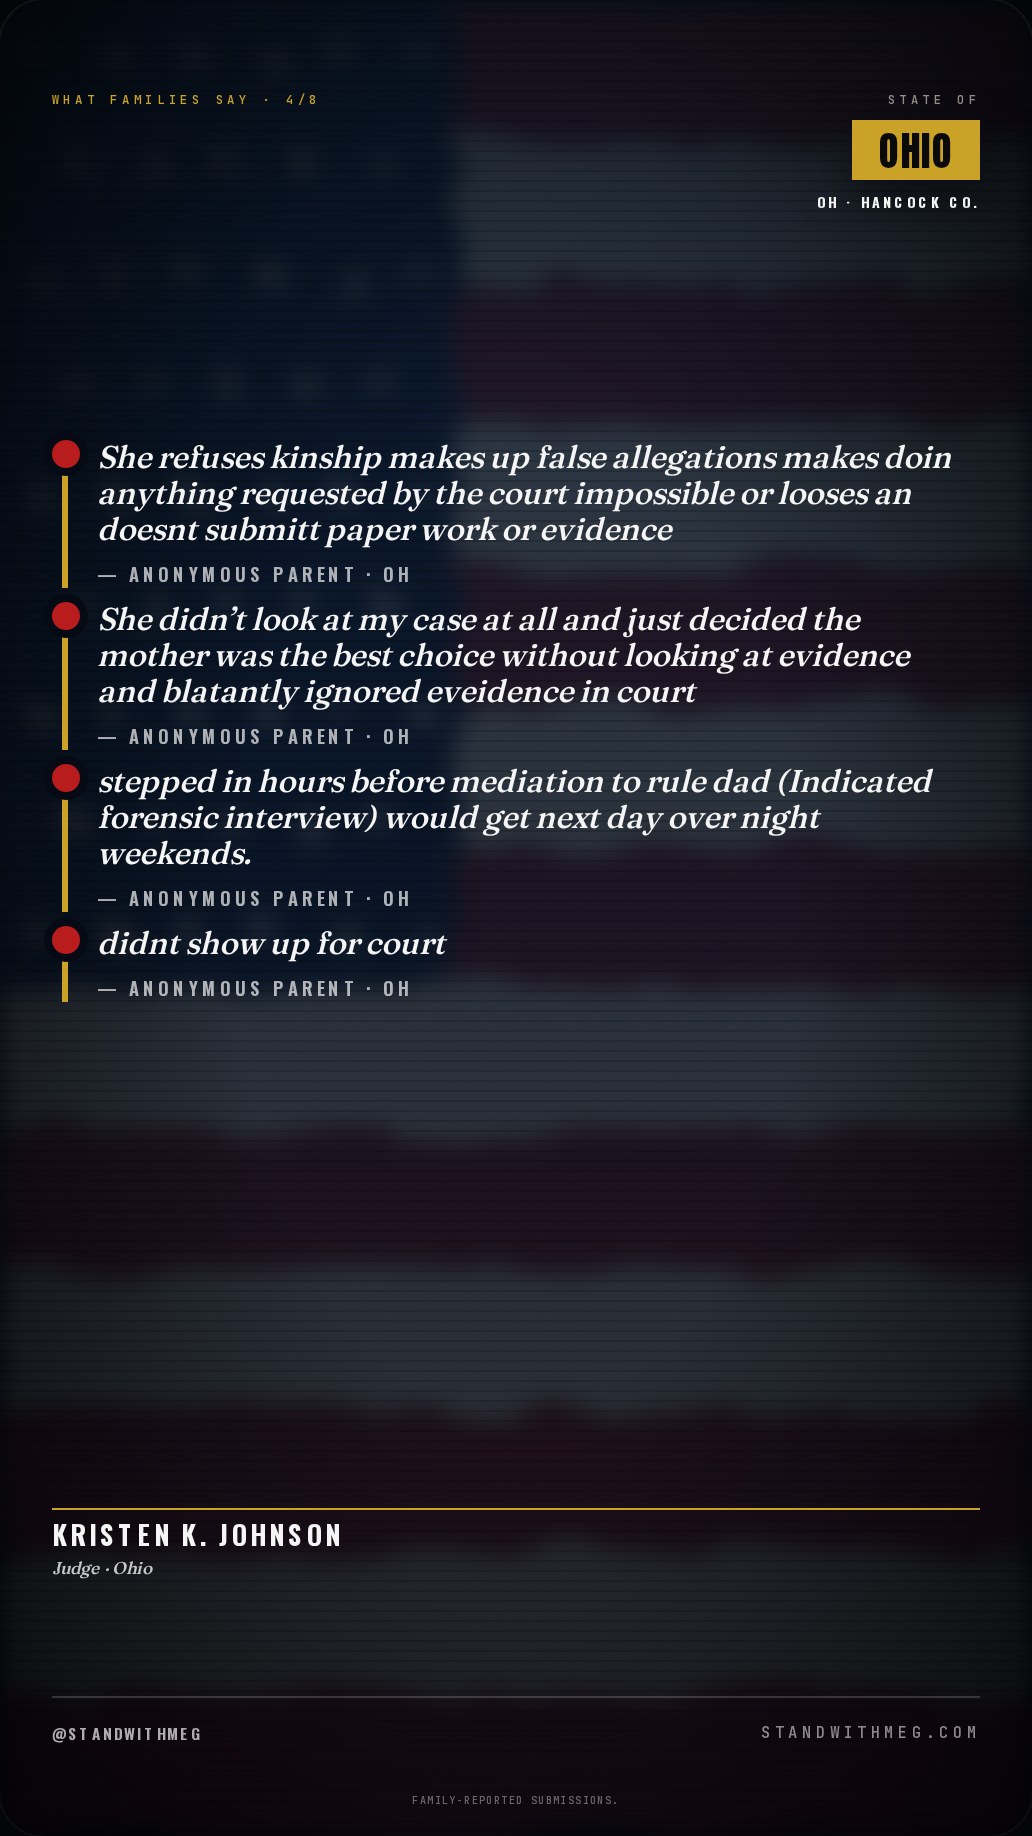 WHAT FAMILIES SAY · 4/8
STATE OF
OHIO
OH · HANCOCK CO.
She refuses kinship makes up false allegations makes doin
anything requested by the court impossible or looses an
doesnt submitt paper work or evidence
— ANONYMOUS PARENT · OH
She didn’t look at my case at all and just decided the
mother was the best choice without looking at evidence
and blatantly ignored eveidence in court
— ANONYMOUS PARENT · OH
stepped in hours before mediation to rule dad (Indicated
forensic interview) would get next day over night
weekends.
— ANONYMOUS PARENT · OH
didnt show up for court
— ANONYMOUS PARENT · OH
KRISTEN K. JOHNSON
Judge · Ohio
@STANDWITHMEG
STANDWITHMEG.COM
FAMILY-REPORTED SUBMISSIONS.